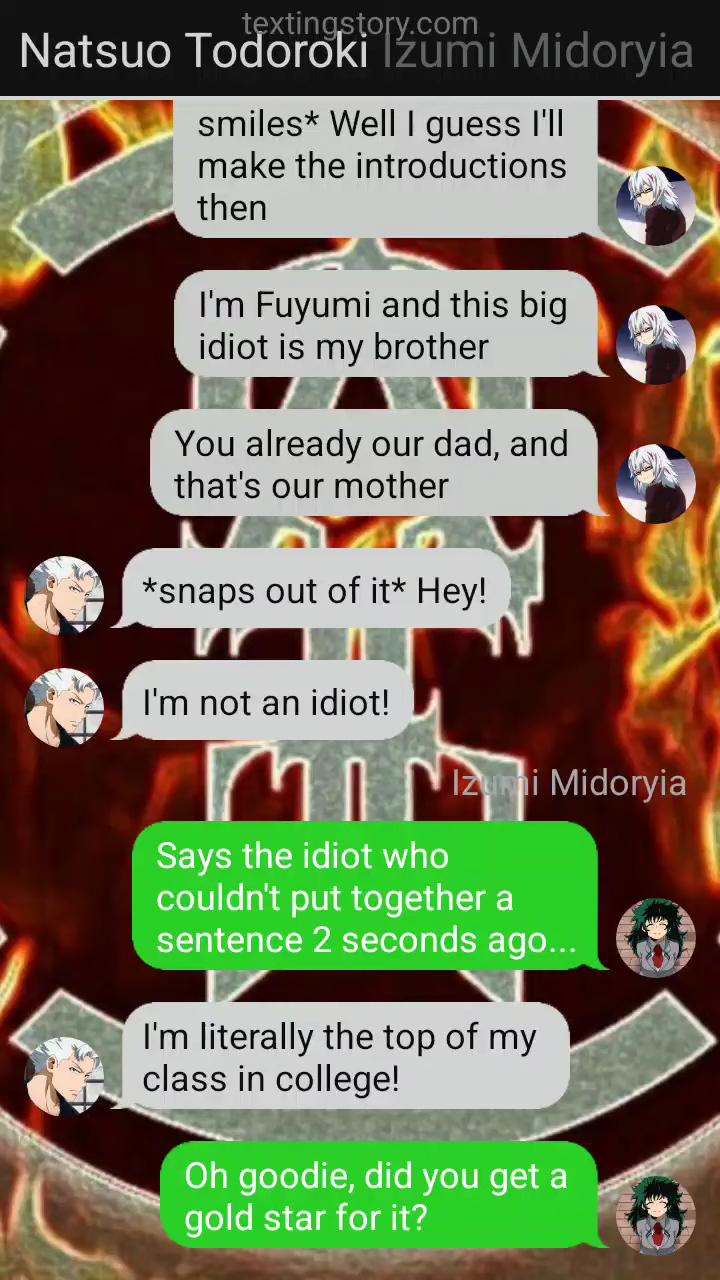 textingstory.com
Natsuo Todoroki Izumi Midoryia
smiles* Well I guess I'll
make the introductions
then
I'm Fuyumi and this big
idiot is my brother
You already our dad, and
that's our mother
*snaps out of it* Hey!
I'm not an idiot!
Izumi Midoryia
Says the idiot who
couldn't put together a
sentence 2 seconds ago...
I'm literally the top of my
class in college!
Oh goodie, did you get a
gold star for it?